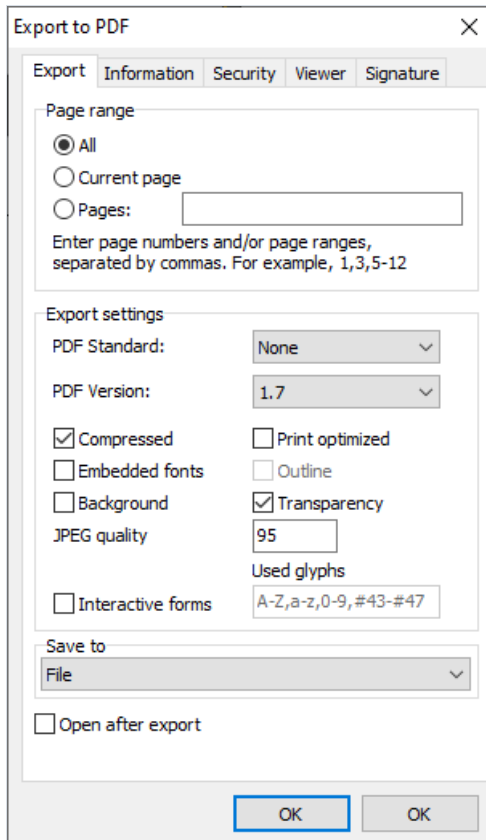 Export to PDF
Export Information Security Viewer Signature
Page range
All
Current page
Pages:
Enter page numbers and/or page ranges,
separated by commas. For example, 1,3,5-12
Export settings
PDF Standard: None
PDF Version: 1.7
Compressed Print optimized
Embedded fonts Outline
Background Transparency
JPEG quality 95
Used glyphs
Interactive forms A-Z,a-z,0-9,#43-#47
Save to
File
Open after export
OK OK